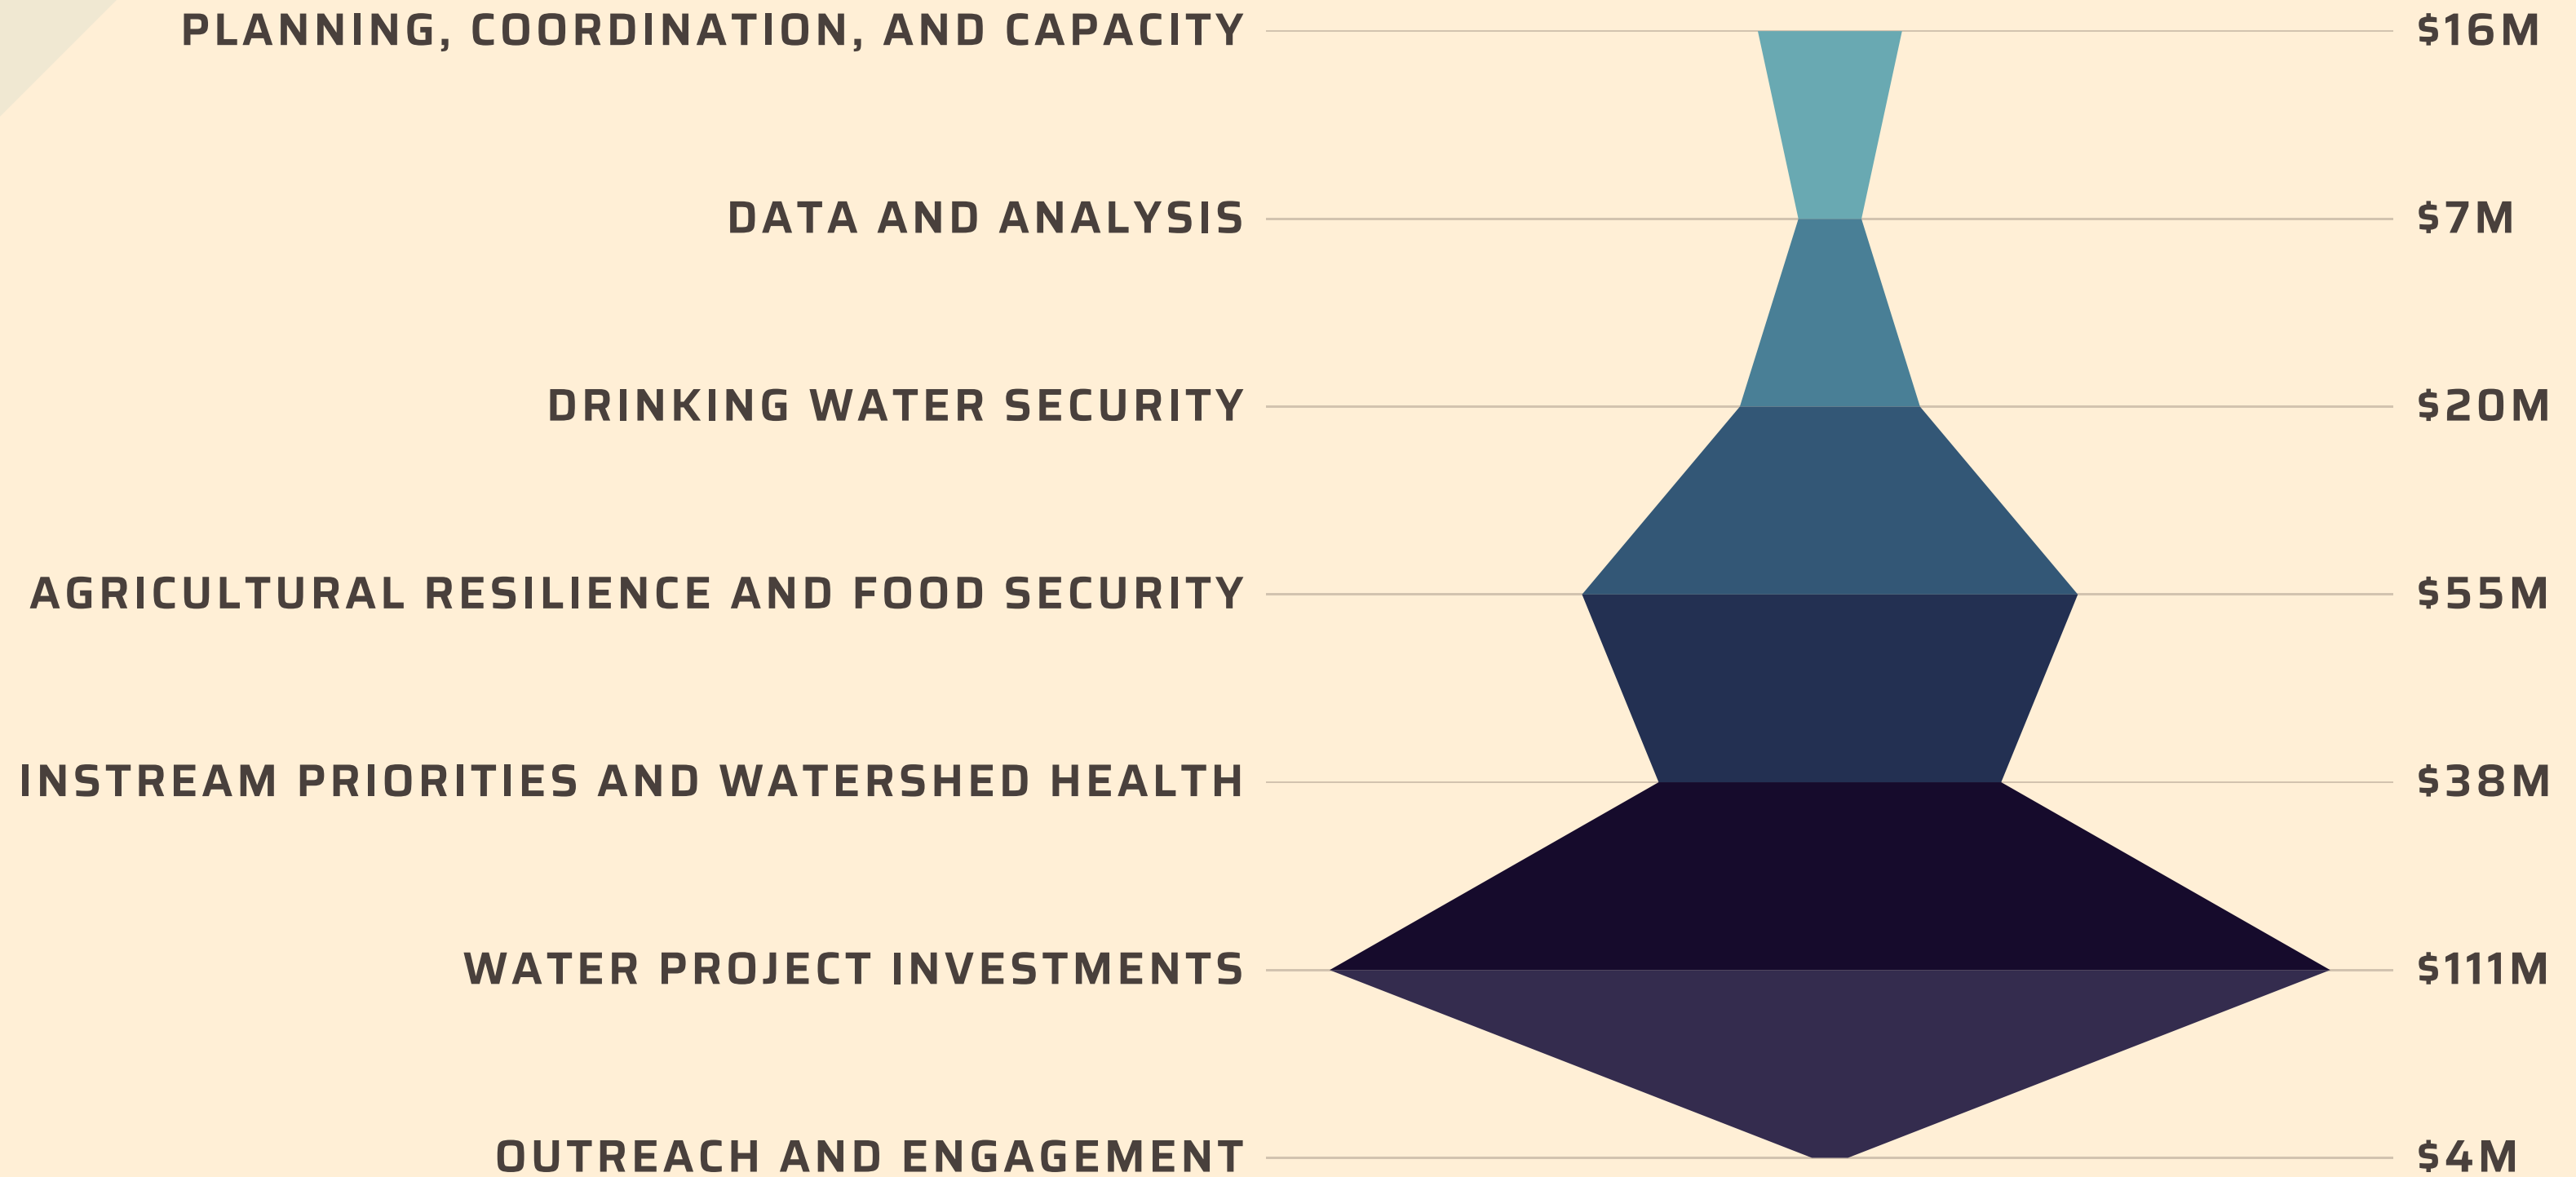 PLANNING, COORDINATION, AND CAPACITY $16M
DATA AND ANALYSIS $7M
DRINKING WATER SECURITY $20M
AGRICULTURAL RESILIENCE AND FOOD SECURITY $55M
INSTREAM PRIORITIES AND WATERSHED HEALTH $38M
WATER PROJECT INVESTMENTS $111M
OUTREACH AND ENGAGEMENT $4M